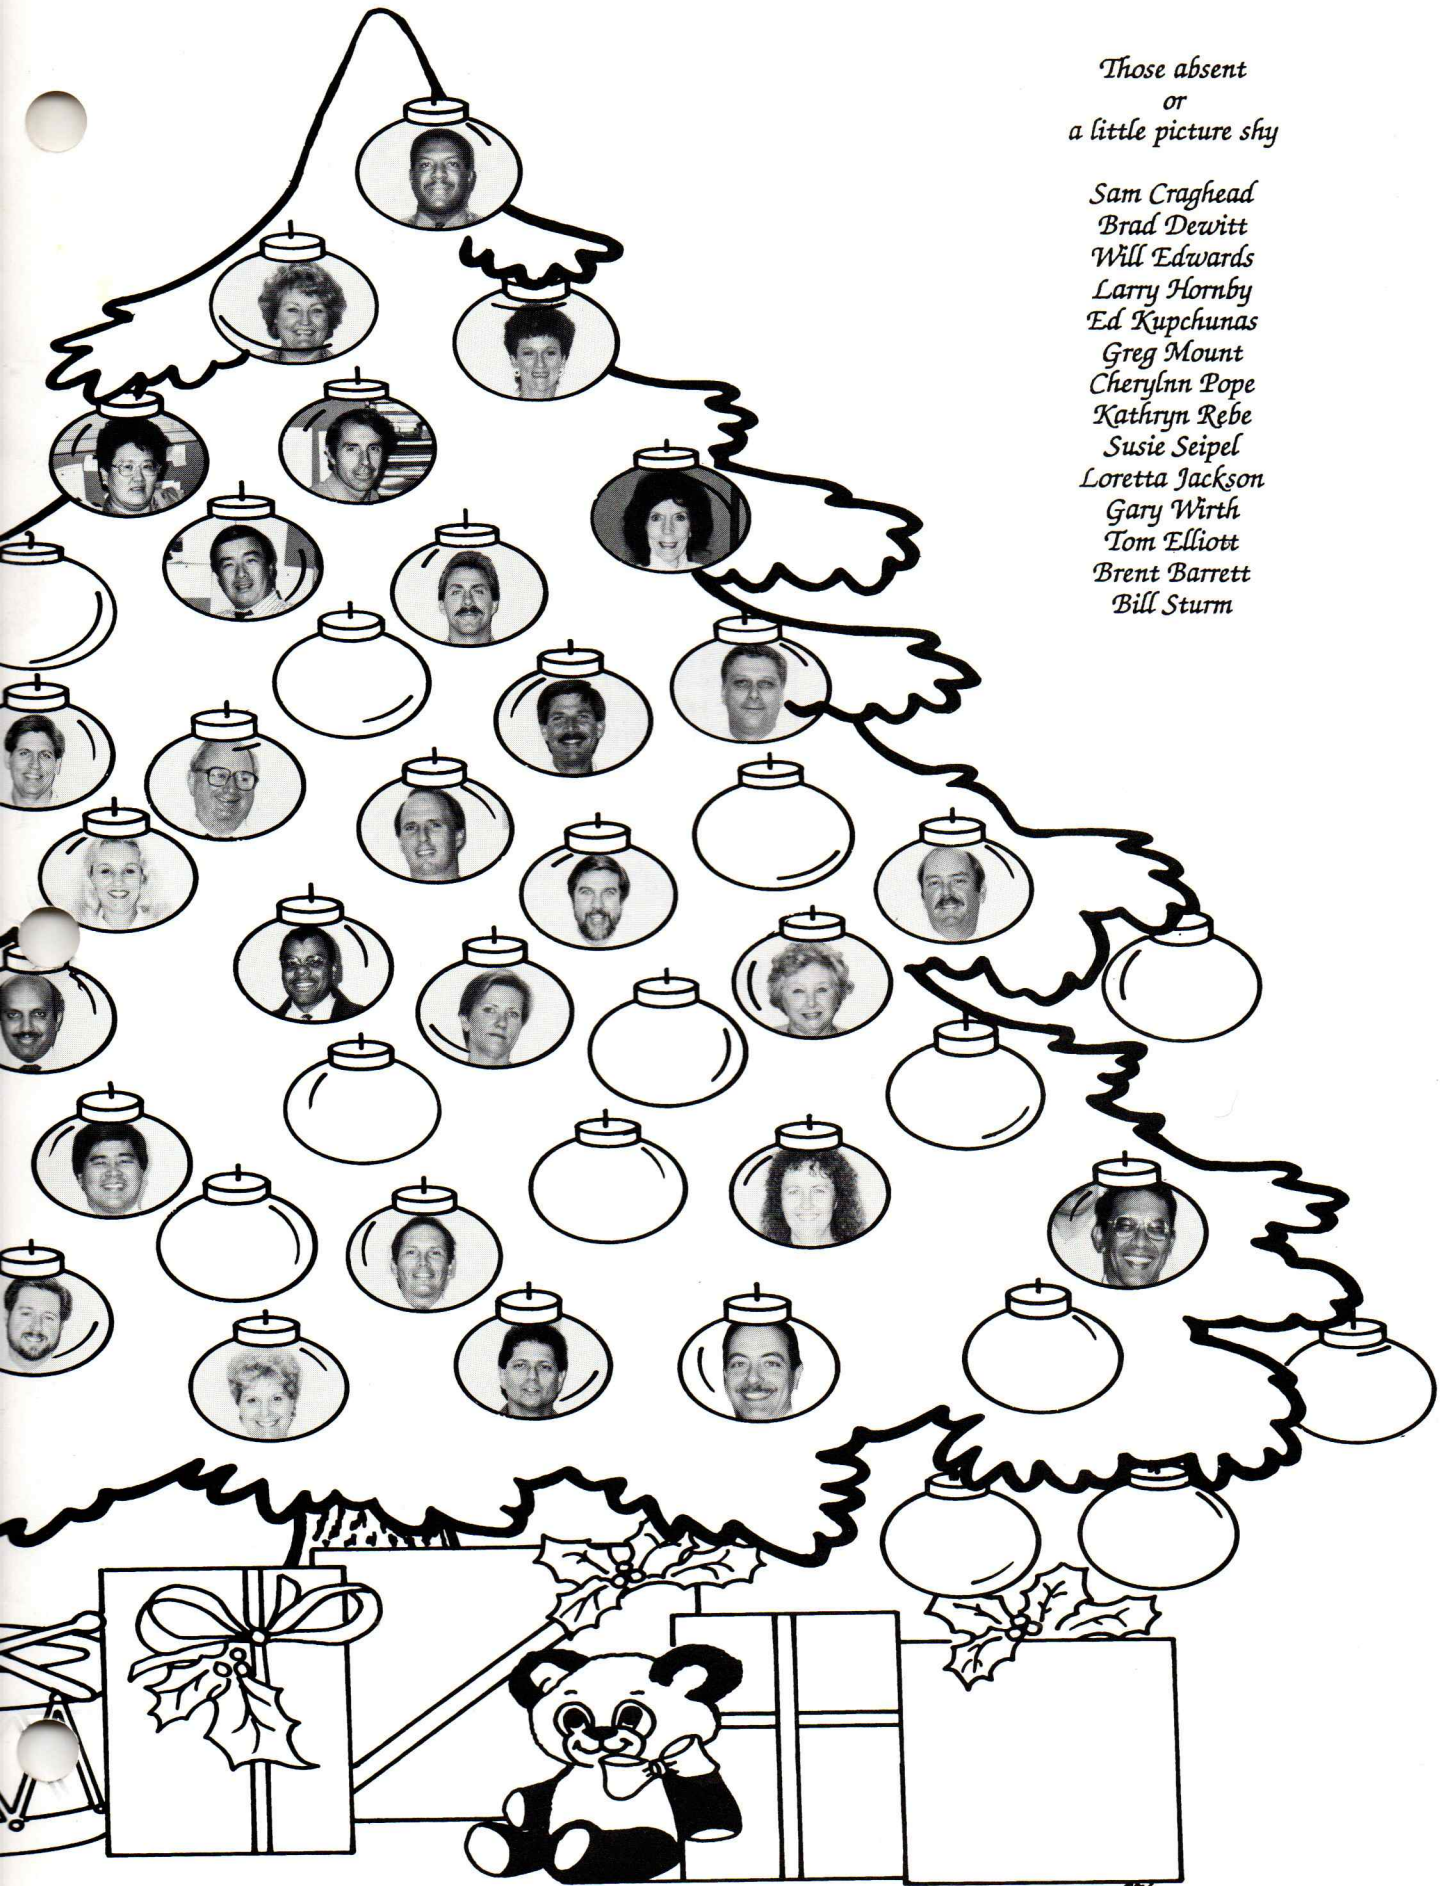 Those absent
or
a little picture shy
Sam Craghead
Brad Dewitt
Will Edwards
Larry Hornby
Ed Kupchunas
Greg Mount
Cherylnn Pope
Kathryn Rebe
Susie Seipel
Loretta Jackson
Gary Wirth
Tom Elliott
Brent Barrett
Bill Sturm